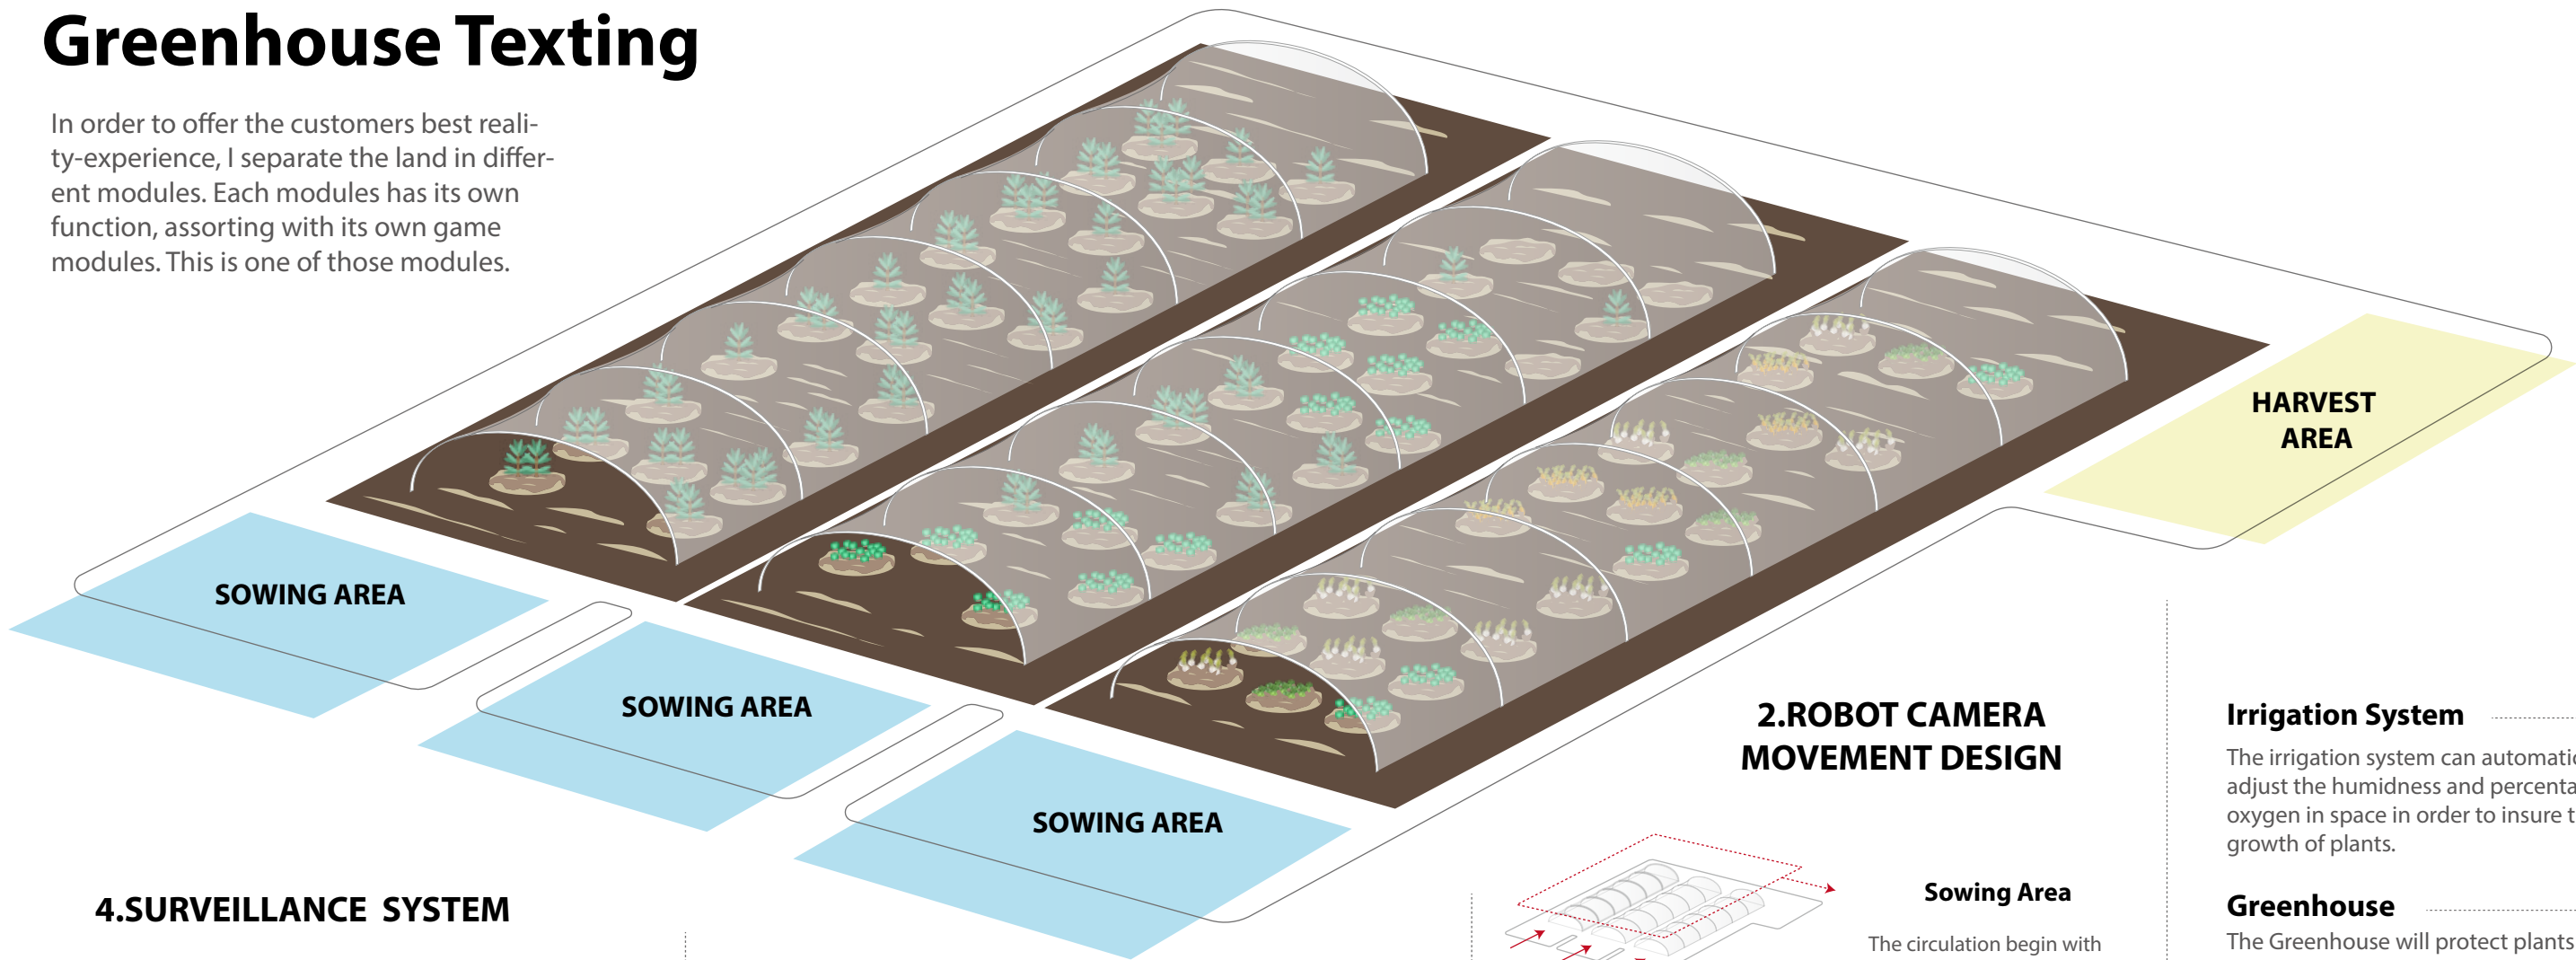 Greenhouse Texting
In order to offer the customers best reali-
ty-experience, I separate the land in differ-
ent modules. Each modules has its own
function, assorting with its own game
modules. This is one of those modules.
HARVEST
AREA
SOWING AREA
SOWING AREA
SOWING AREA
4.SURVEILLANCE SYSTEM
2.ROBOT CAMERA
MOVEMENT DESIGN
Sowing Area
The circulation begin with
Irrigation System
The irrigation system can
adjust the humidness and
oxygen in space in order to insure
growth of plants.
Greenhouse
The Greenhouse will protect plants